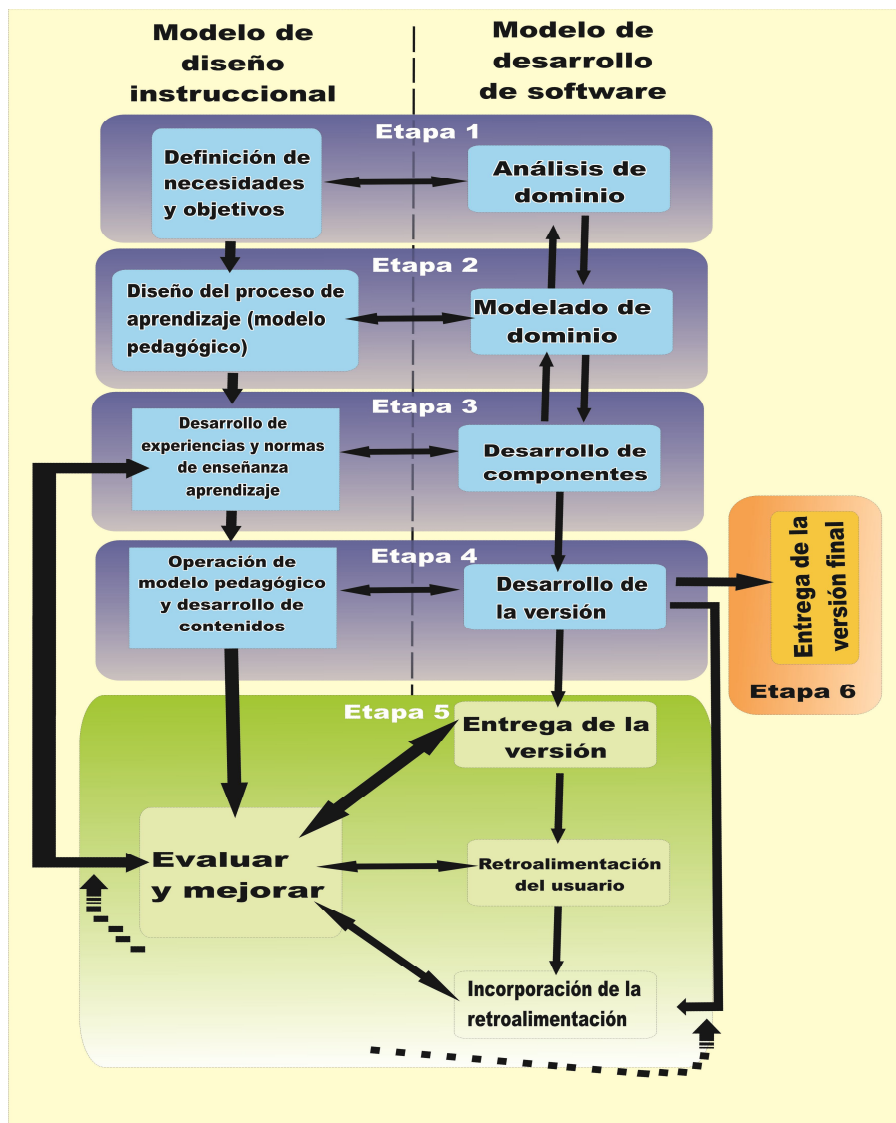 Modelo de
diseño
instruccional
Modelo de
desarrollo
de software
Etapa 1
Definición de
necesidades
y objetivos
Análisis de
dominio
Etapa 2
Diseño del proceso de
aprendizaje (modelo
pedagógico)
Modelado de
dominio
Etapa 3
Desarrollo de
experiencias y normas
de enseñanza
aprendizaje
Desarrollo de
componentes
Etapa 4
Operación de
modelo pedagógico
y desarrollo de
contenidos
Desarrollo de
la versión
Entrega de la
versión final
Etapa 6
Etapa 5
Entrega de la
versión
Evaluar
y mejorar
Retroalimentación
del usuario
Incorporación de la
retroalimentación